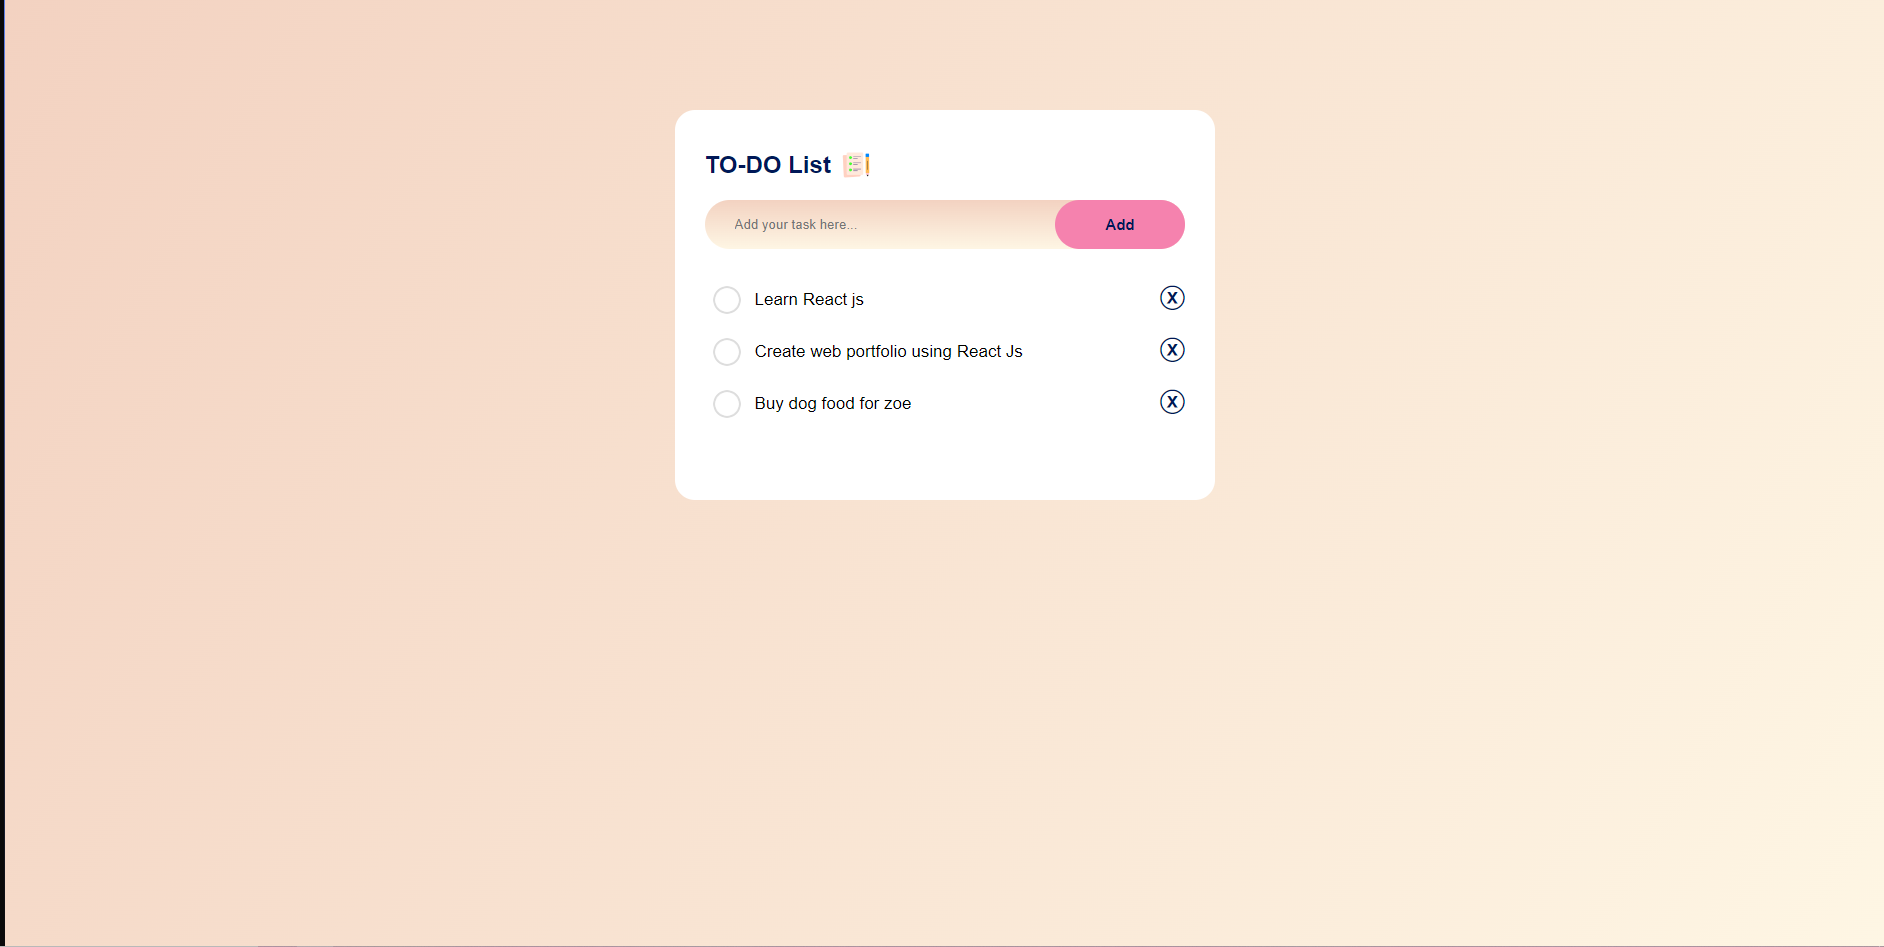 TO-DO List
Add your task here...
Add
Learn React js
X
Create web portfolio using React Js
X
Buy dog food for zoe
X